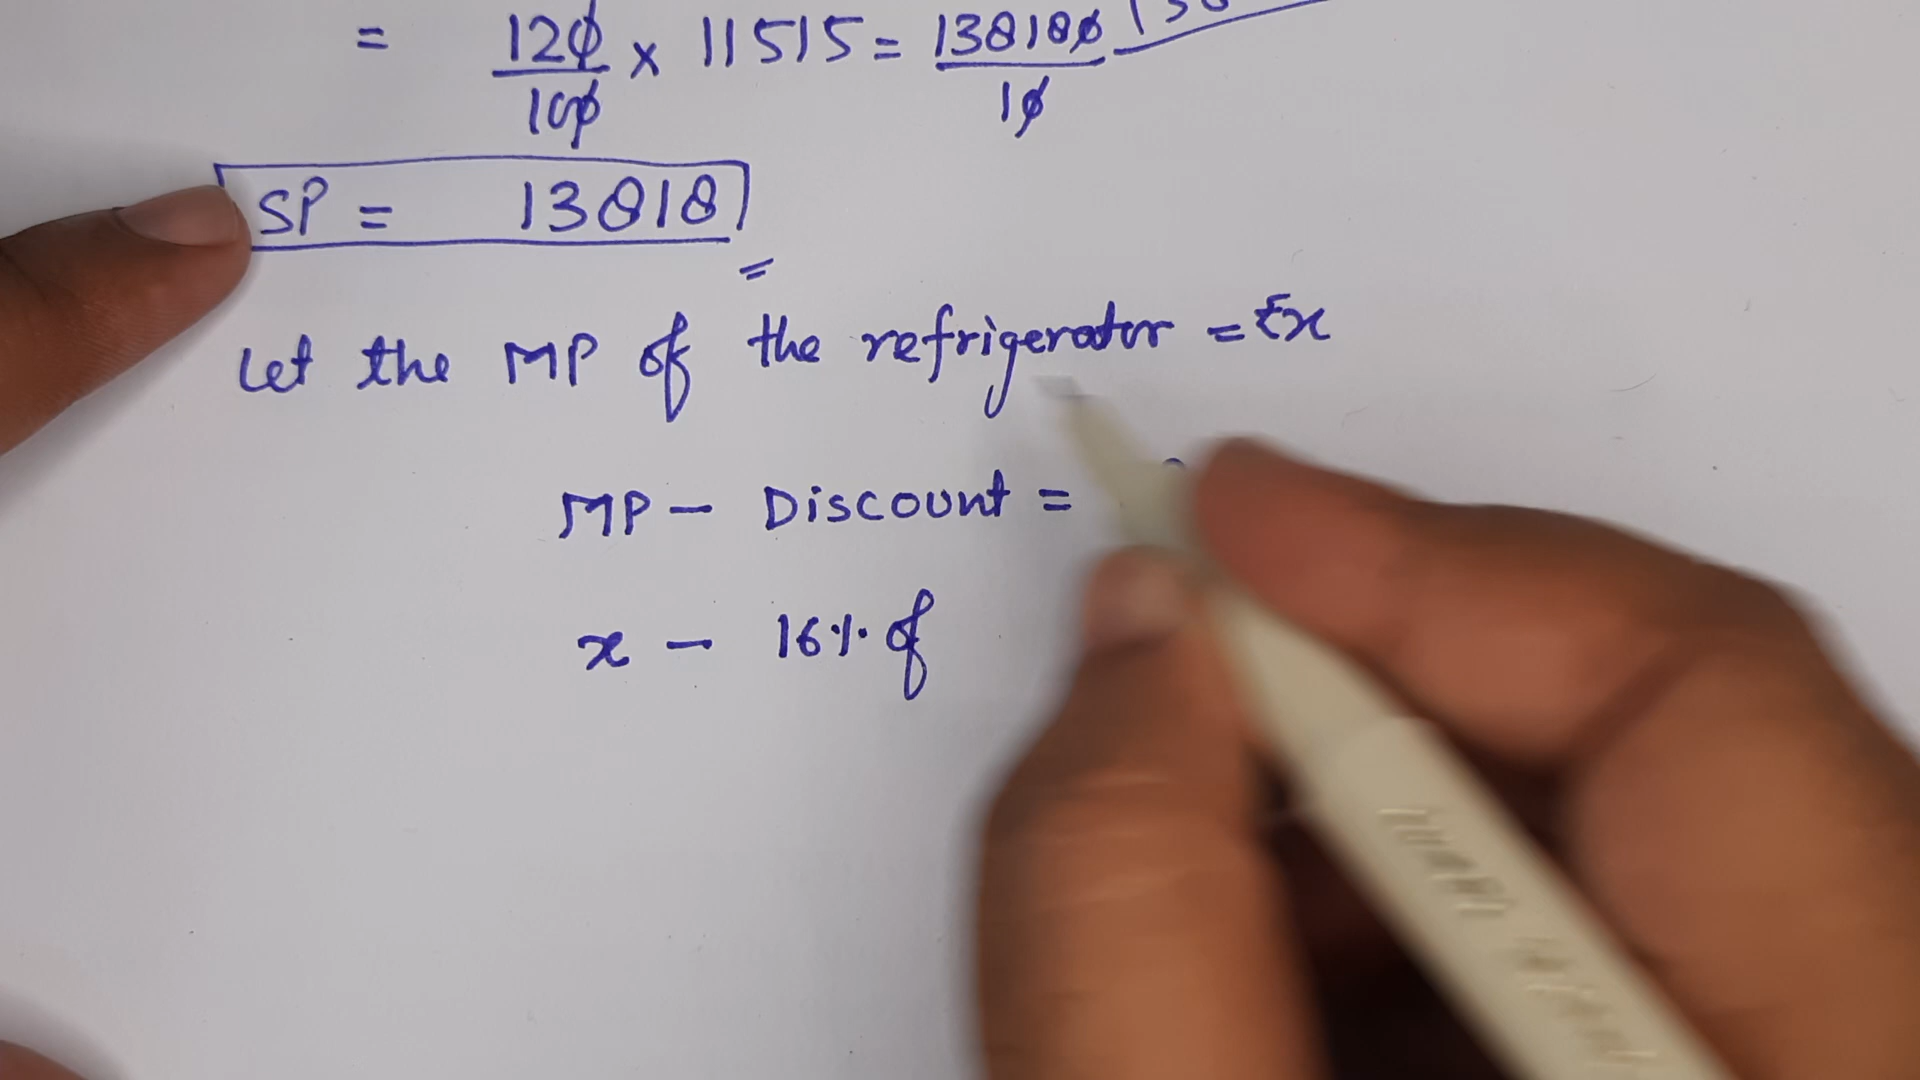 = 120/100 x 11515 = 138180/10
SP = 13818
Let the MP of the refrigerator = ₹x
MP - Discount =
x - 16% of